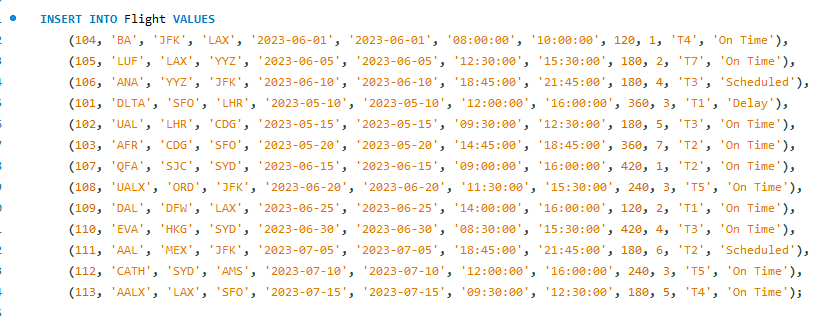 INSERT INTO Flight VALUES
(104, 'BA', 'JFK', 'LAX', '2023-06-01', '2023-06-01', '08:00:00', '10:00:00', 120, 1, 'T4', 'On Time'),
(105, 'LUF', 'LAX', 'YYZ', '2023-06-05', '2023-06-05', '12:30:00', '15:30:00', 180, 2, 'T7', 'On Time'),
(106, 'ANA', 'YYZ', 'JFK', '2023-06-10', '2023-06-10', '18:45:00', '21:45:00', 180, 4, 'T3', 'Scheduled'),
(101, 'DLTA', 'SFO', 'LHR', '2023-05-10', '2023-05-10', '12:00:00', '16:00:00', 360, 3, 'T1', 'Delay'),
(102, 'UAL', 'LHR', 'CDG', '2023-05-15', '2023-05-15', '09:30:00', '12:30:00', 180, 5, 'T3', 'On Time'),
(103, 'AFR', 'CDG', 'SFO', '2023-05-20', '2023-05-20', '14:45:00', '18:45:00', 360, 7, 'T2', 'On Time'),
(107, 'QFA', 'SJC', 'SYD', '2023-06-15', '2023-06-15', '09:00:00', '16:00:00', 420, 1, 'T2', 'On Time'),
(108, 'UALX', 'ORD', 'JFK', '2023-06-20', '2023-06-20', '11:30:00', '15:30:00', 240, 3, 'T5', 'On Time'),
(109, 'DAL', 'DFW', 'LAX', '2023-06-25', '2023-06-25', '14:00:00', '16:00:00', 120, 2, 'T1', 'On Time'),
(110, 'EVA', 'HKG', 'SYD', '2023-06-30', '2023-06-30', '08:30:00', '15:30:00', 420, 4, 'T3', 'On Time'),
(111, 'AAL', 'MEX', 'JFK', '2023-07-05', '2023-07-05', '18:45:00', '21:45:00', 180, 6, 'T2', 'Scheduled'),
(112, 'CATH', 'SYD', 'AMS', '2023-07-10', '2023-07-10', '12:00:00', '16:00:00', 240, 3, 'T5', 'On Time'),
(113, 'AALX', 'LAX', 'SFO', '2023-07-15', '2023-07-15', '09:30:00', '12:30:00', 180, 5, 'T4', 'On Time');